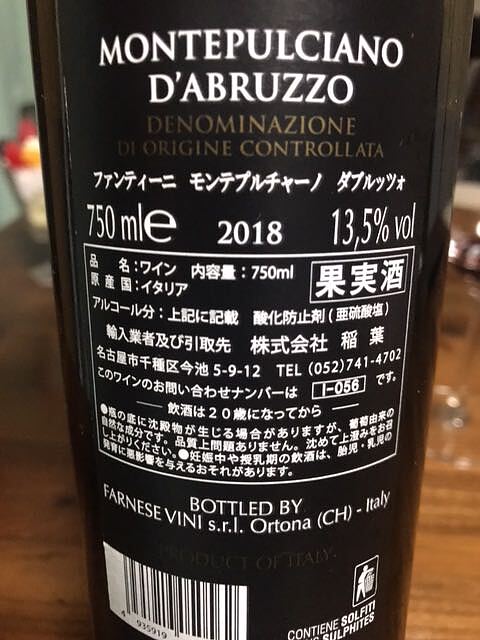 MONTEPULCIANO
D'ABRUZZO
DENOMINAZIONE
DI ORIGINE CONTROLLATA
ファンティーニ モンテプルチャーノ ダブルッツォ
750 ml e 2018 13,5% vol
品 名:ワイン 内容量:750ml
原 産 国:イタリア
果実酒
アルコール分:上記に記載 酸化防止剤(亜硫酸塩)
輸入業者及び引取先 株式会社 稲葉
名古屋市千種区今池5-9-12 TEL (052)741-4702
このワインのお問い合わせナンバーは I-056 です。
飲酒は20歳になってから
●瓶の底に沈殿物が生じる場合がありますが、葡萄由来の
自然な成分です。品質上問題ありません。沈めて上澄みをお召
し上がりください。●妊娠中や授乳期の飲酒は、胎児・乳児の
発育に悪影響を与えるおそれがあります。
BOTTLED BY
FARNESE VINI s.r.l. Ortona (CH) - Italy
PRODUCT OF ITALY
4 935919
CONTIENE SOLFITI
SULPHITES